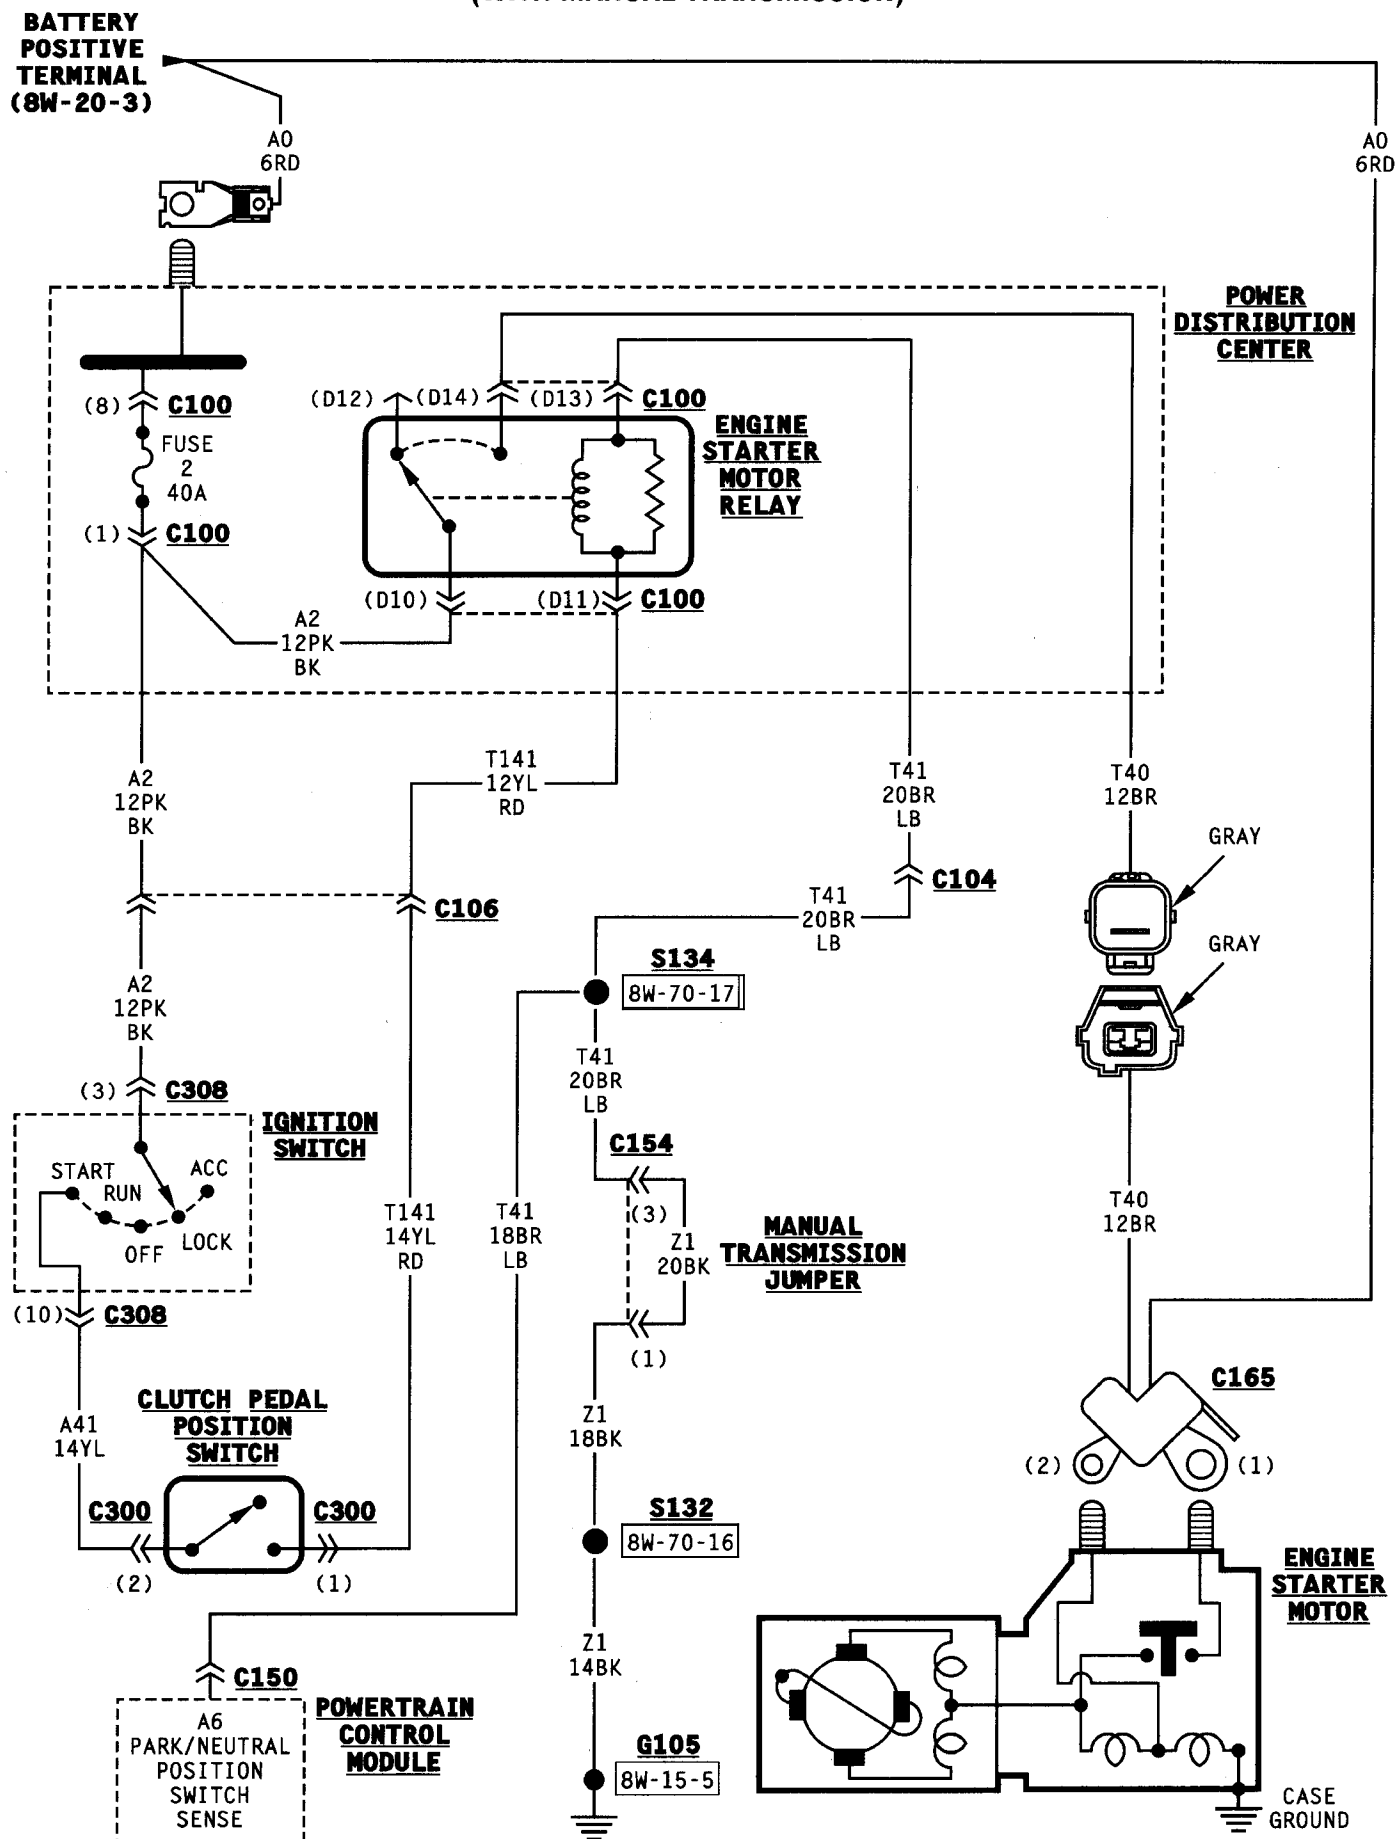 BATTERY
POSITIVE
TERMINAL
(8W-20-3)
A0
6RD
A0
6RD
POWER
DISTRIBUTION
CENTER
(8) C100
FUSE
2
40A
(1) C100
(D12) (D14) (D13) C100
ENGINE
STARTER
MOTOR
RELAY
(D10) (D11) C100
A2
12PK
BK
A2
12PK
BK
T141
12YL
RD
T41
20BR
LB
T40
12BR
GRAY
C104
C106
T41
20BR
LB
GRAY
S134
8W-70-17
A2
12PK
BK
T41
20BR
LB
(3) C308
IGNITION
SWITCH
START
RUN
ACC
OFF
LOCK
C154
(3)
T141
14YL
RD
T41
18BR
LB
Z1
20BK
MANUAL
TRANSMISSION
JUMPER
T40
12BR
(10) C308
(1)
CLUTCH PEDAL
POSITION
SWITCH
A41
14YL
Z1
18BK
C165
(2) (1)
C300 C300
(2) (1)
S132
8W-70-16
ENGINE
STARTER
MOTOR
Z1
14BK
C150
POWERTRAIN
CONTROL
MODULE
A6
PARK/NEUTRAL
POSITION
SWITCH
SENSE
G105
8W-15-5
CASE
GROUND